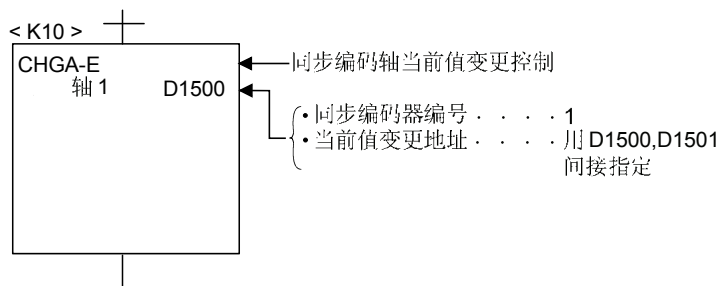 < K10 >
CHGA-E
同步编码轴当前值变更控制
轴 1 D1500
• 同步编码器编号 · · · · 1
• 当前值变更地址 · · · · 用 D1500,D1501
间接指定